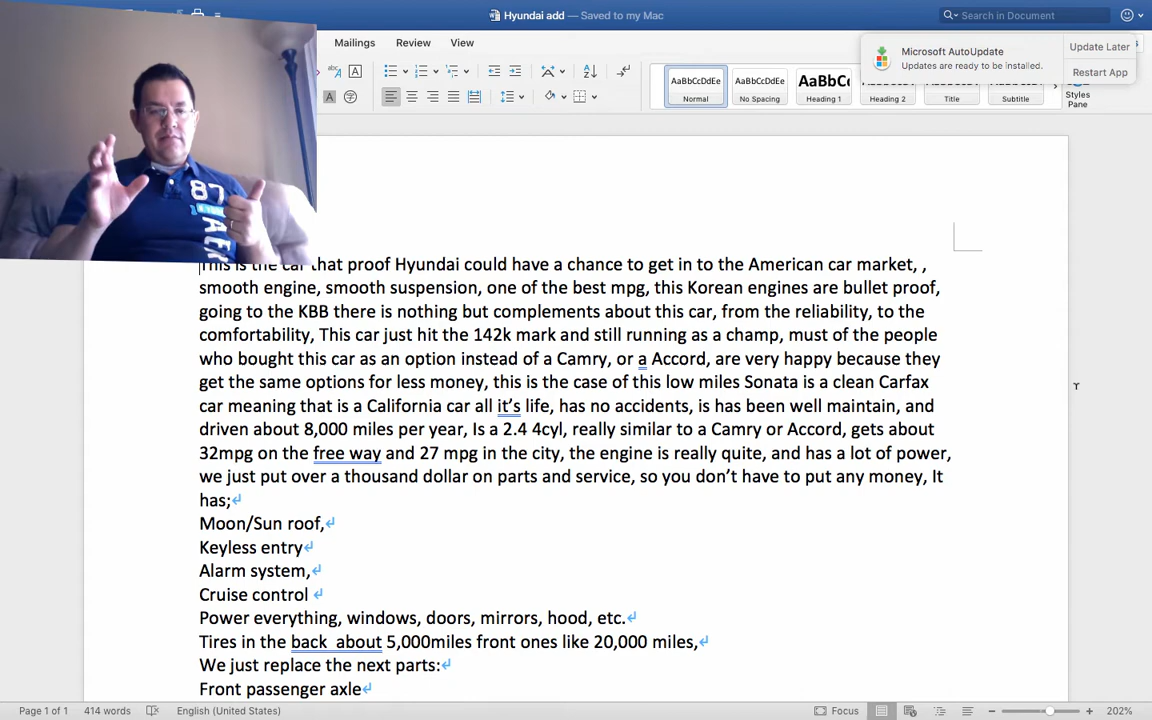 Hyundai add — Saved to my Mac
Search in Document
Mailings Review View
Microsoft AutoUpdate
Updates are ready to be installed.
Update Later
Restart App
AaBbCcDdEe AaBbCcDdEe AaBbC
Normal No Spacing Heading 1 Heading 2 Title Subtitle
Styles
Pane
87
This is the car that proof Hyundai could have a chance to get in to the American car market, ,
smooth engine, smooth suspension, one of the best mpg, this Korean engines are bullet proof,
going to the KBB there is nothing but complements about this car, from the reliability, to the
comfortability, This car just hit the 142k mark and still running as a champ, must of the people
who bought this car as an option instead of a Camry, or a Accord, are very happy because they
get the same options for less money, this is the case of this low miles Sonata is a clean Carfax
car meaning that is a California car all it’s life, has no accidents, is has been well maintain, and
driven about 8,000 miles per year, Is a 2.4 4cyl, really similar to a Camry or Accord, gets about
32mpg on the free way and 27 mpg in the city, the engine is really quite, and has a lot of power,
we just put over a thousand dollar on parts and service, so you don’t have to put any money, It
has;
Moon/Sun roof,
Keyless entry
Alarm system,
Cruise control
Power everything, windows, doors, mirrors, hood, etc.
Tires in the back  about 5,000miles front ones like 20,000 miles,
We just replace the next parts:
Front passenger axle
Page 1 of 1 414 words English (United States) Focus 202%